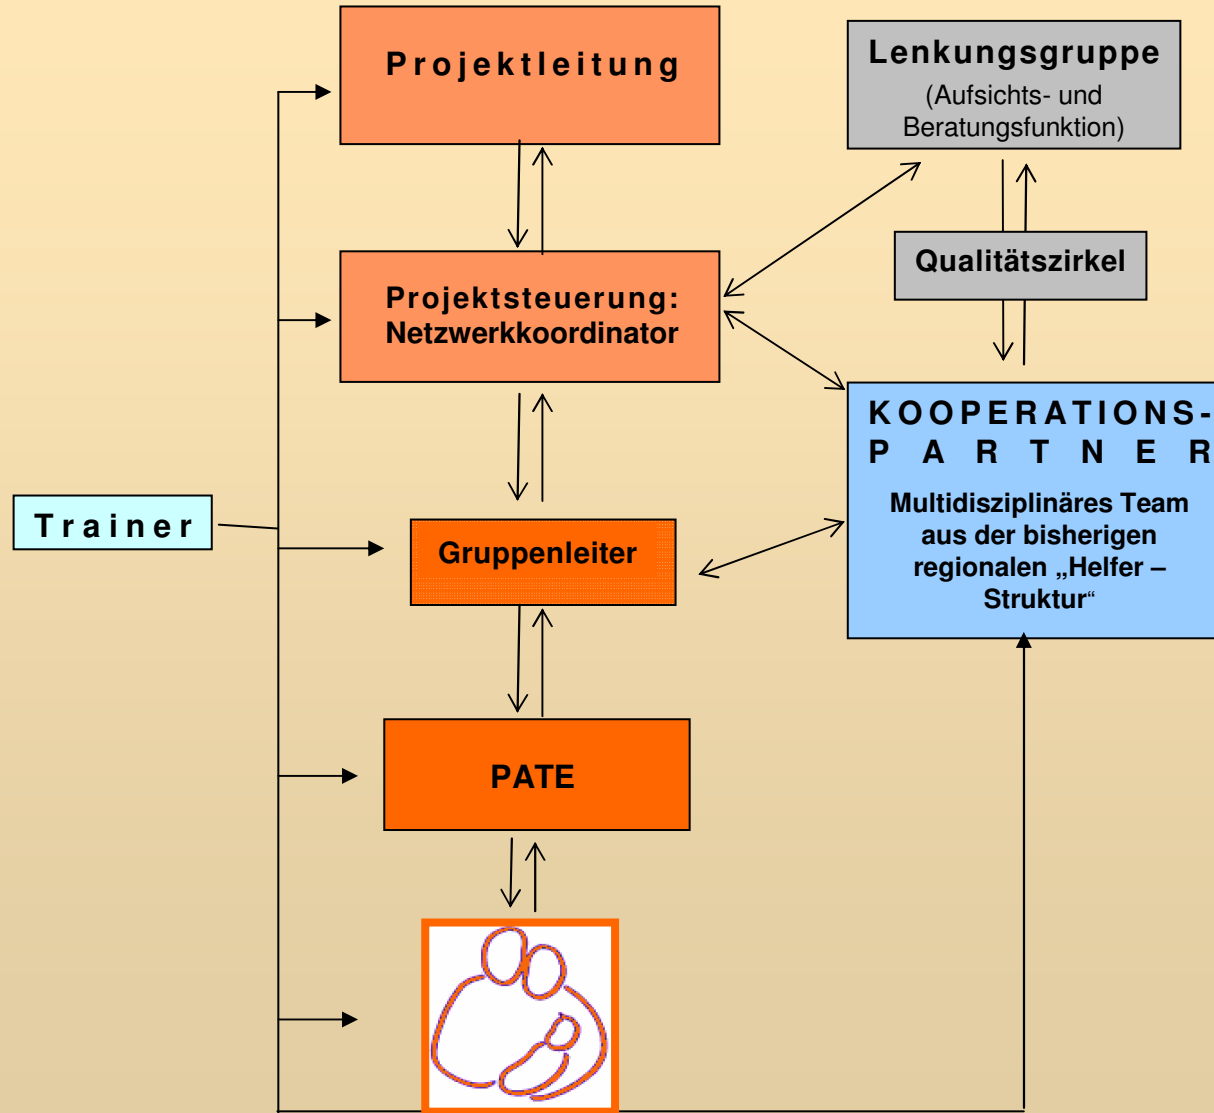 Projektleitung
Lenkungsgruppe
(Aufsichts- und
Beratungsfunktion)
Qualitätszirkel
Projektsteuerung:
Netzwerkkoordinator
KOOPERATIONS-
PARTNER
Multidisziplinäres Team
aus der bisherigen
regionalen „Helfer –
Struktur“
Trainer
Gruppenleiter
PATE